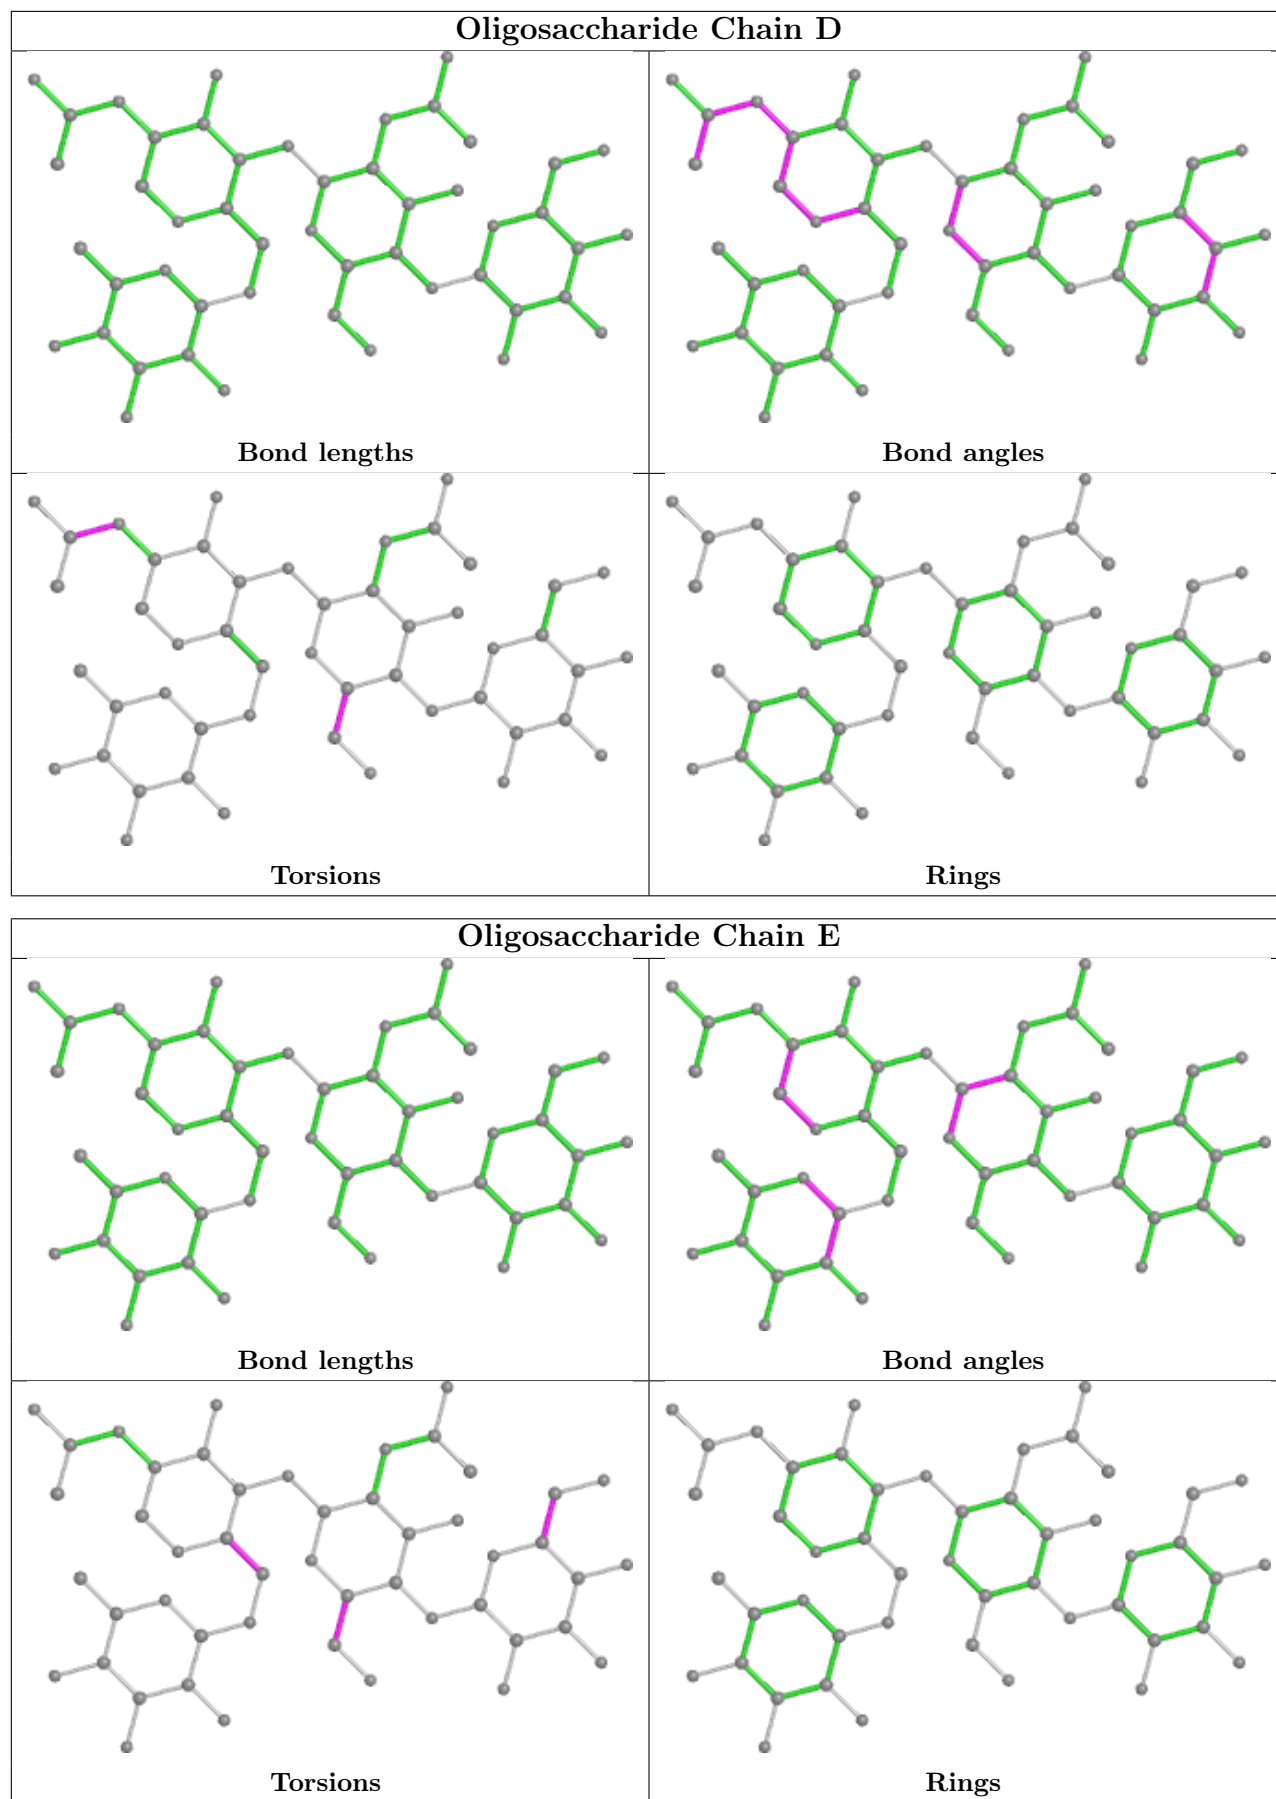 Oligosaccharide Chain D
Bond lengths
Bond angles
Torsions
Rings
Oligosaccharide Chain E
Bond lengths
Bond angles
Torsions
Rings